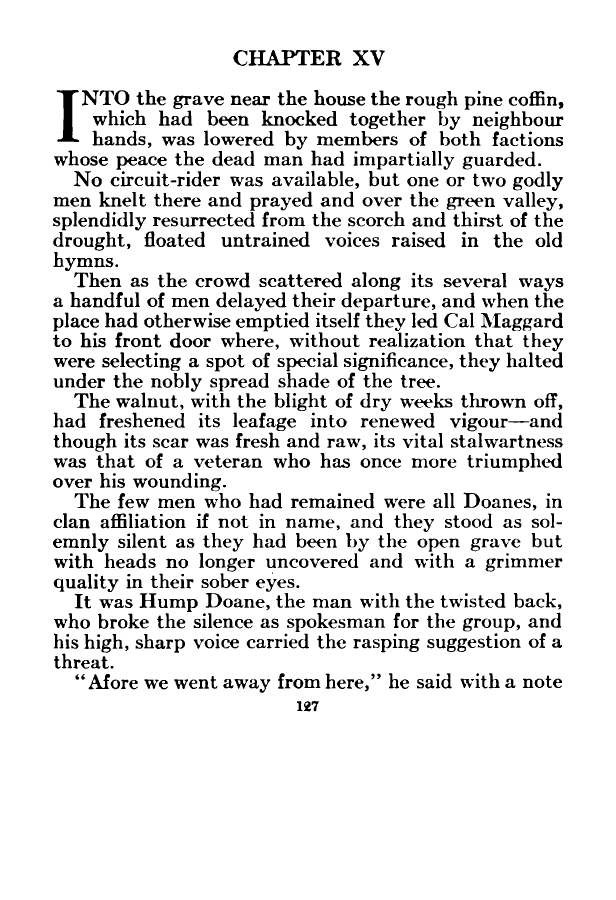 CHAPTER XV
INTO the grave near the house the rough pine coffin,
which had been knocked together by neighbour
hands, was lowered by members of both factions
whose peace the dead man had impartially guarded.
No circuit-rider was available, but one or two godly
men knelt there and prayed and over the green valley,
splendidly resurrected from the scorch and thirst of the
drought, floated untrained voices raised in the old
hymns.
Then as the crowd scattered along its several ways
a handful of men delayed their departure, and when the
place had otherwise emptied itself they led Cal Maggard
to his front door where, without realization that they
were selecting a spot of special significance, they halted
under the nobly spread shade of the tree.
The walnut, with the blight of dry weeks thrown off,
had freshened its leafage into renewed vigour—and
though its scar was fresh and raw, its vital stalwartness
was that of a veteran who has once more triumphed
over his wounding.
The few men who had remained were all Doanes, in
clan affiliation if not in name, and they stood as sol-
emnly silent as they had been by the open grave but
with heads no longer uncovered and with a grimmer
quality in their sober eyes.
It was Hump Doane, the man with the twisted back,
who broke the silence as spokesman for the group, and
his high, sharp voice carried the rasping suggestion of a
threat.
"Afore we went away from here," he said with a note
127